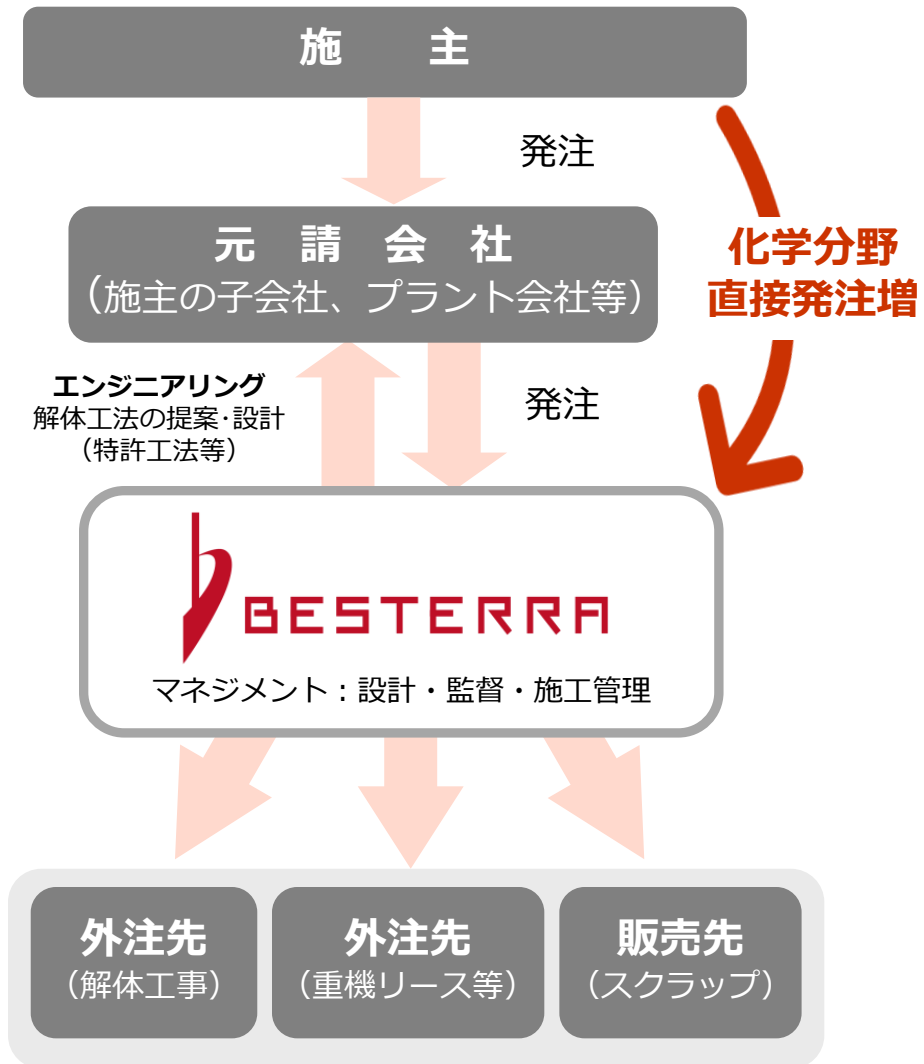 施 主
発注
元 請 会 社
（施主の子会社、プラント会社等）
化学分野
直接発注増
エンジニアリング
解体工法の提案・設計
（特許工法等）
発注
BESTERRA
マネジメント：設計・監督・施工管理
外注先
（解体工事）
外注先
（重機リース等）
販売先
（スクラップ）